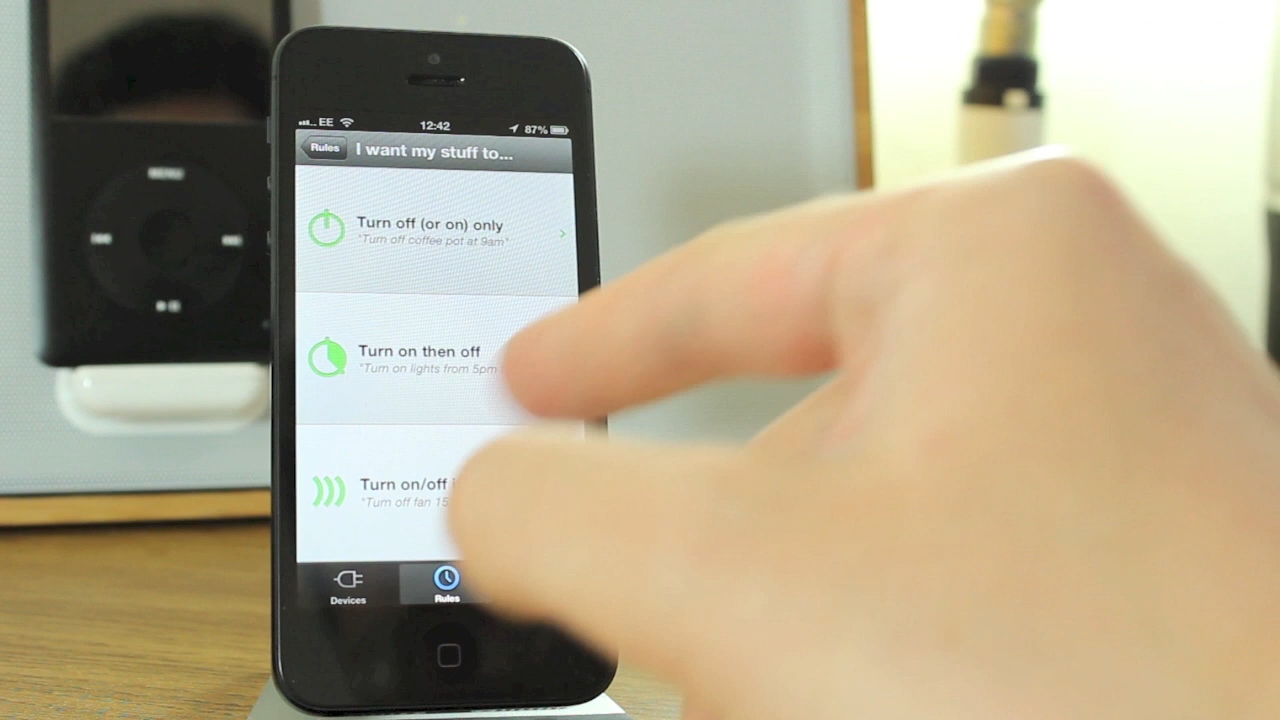 EE 12:42 87%
Rules I want my stuff to...
Turn off (or on) only
"Turn off coffee pot at 9am"
Turn on then off
"Turn on lights from 5pm
Turn on/off
"Turn off fan 15
Devices Rules
MENU